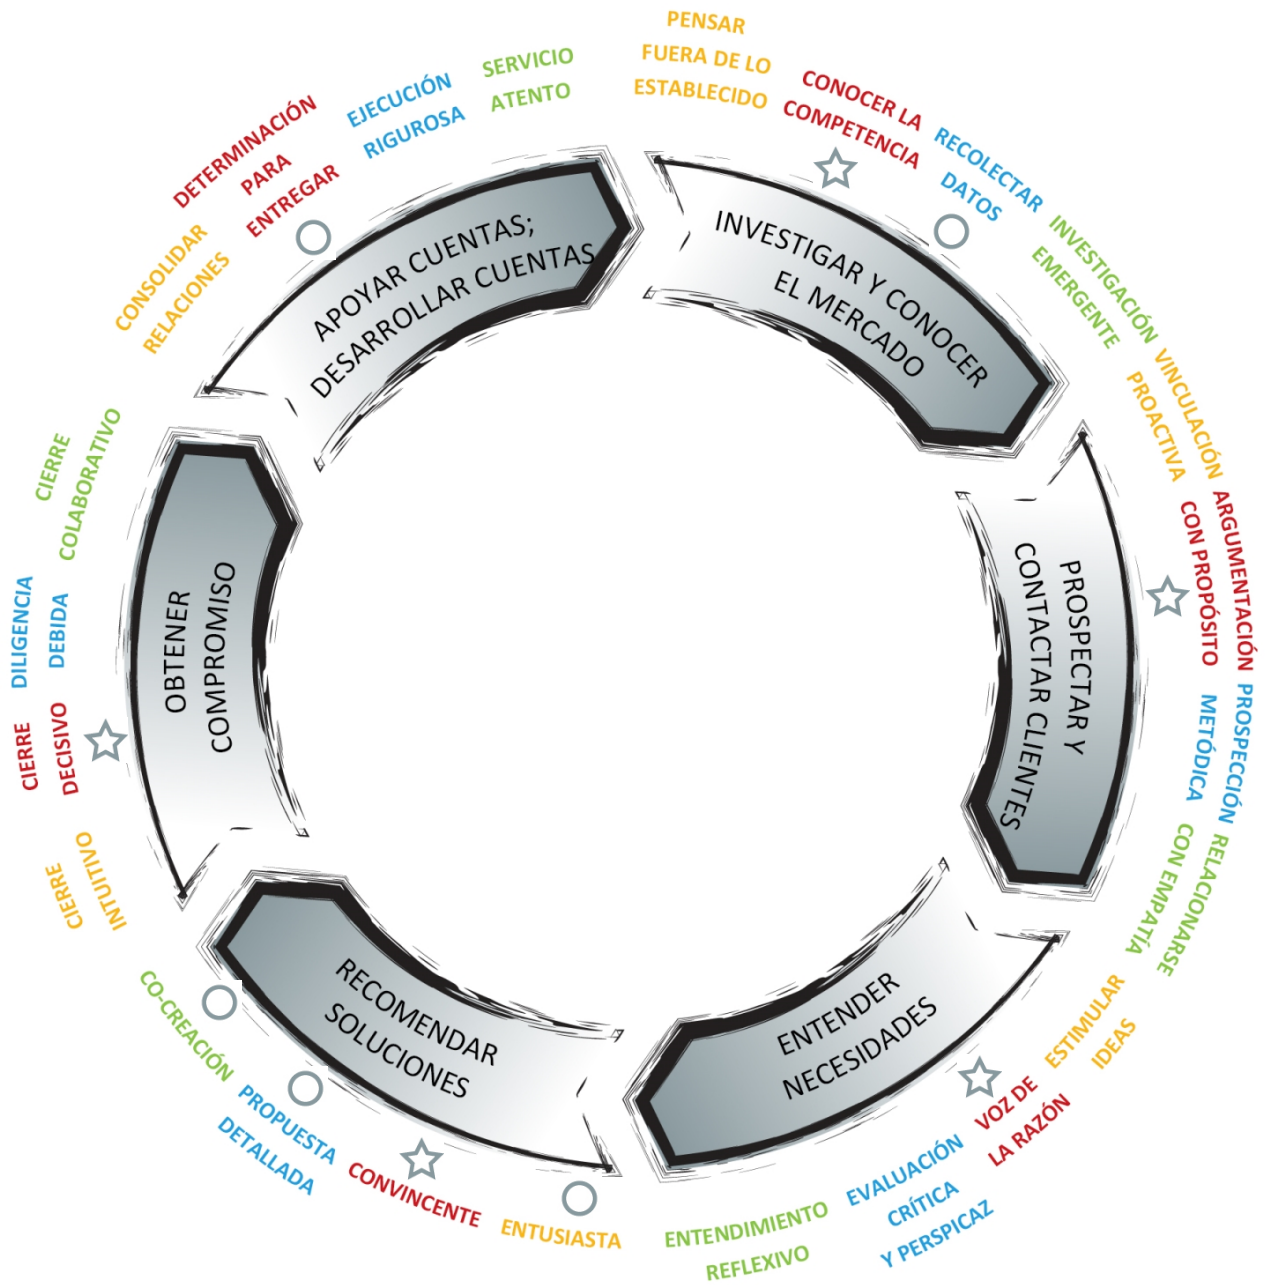 PENSAR
FUERA DE LO
ESTABLECIDO
CONOCER LA
COMPETENCIA
RECOLECTAR
DATOS
INVESTIGACIÓN
EMERGENTE
INVESTIGAR Y CONOCER
EL MERCADO
VINCULACIÓN
PROACTIVA
ARGUMENTACIÓN
CON PROPÓSITO
PROSPECCIÓN
METÓDICA
RELACIONARSE
CON EMPATÍA
PROSPECTAR Y
CONTACTAR CLIENTES
ESTIMULAR
IDEAS
VOZ DE
LA RAZÓN
EVALUACIÓN
CRÍTICA
Y PERSPICAZ
ENTENDIMIENTO
REFLEXIVO
ENTENDER
NECESIDADES
ENTUSIASTA
CONVINCENTE
PROPUESTA
DETALLADA
CO-CREACIÓN
RECOMENDAR
SOLUCIONES
CIERRE
INTUITIVO
CIERRE
DECISIVO
DILIGENCIA
DEBIDA
CIERRE
COLABORATIVO
OBTENER
COMPROMISO
CONSOLIDAR
RELACIONES
DETERMINACIÓN
PARA
ENTREGAR
EJECUCIÓN
RIGUROSA
SERVICIO
ATENTO
APOYAR CUENTAS;
DESARROLLAR CUENTAS